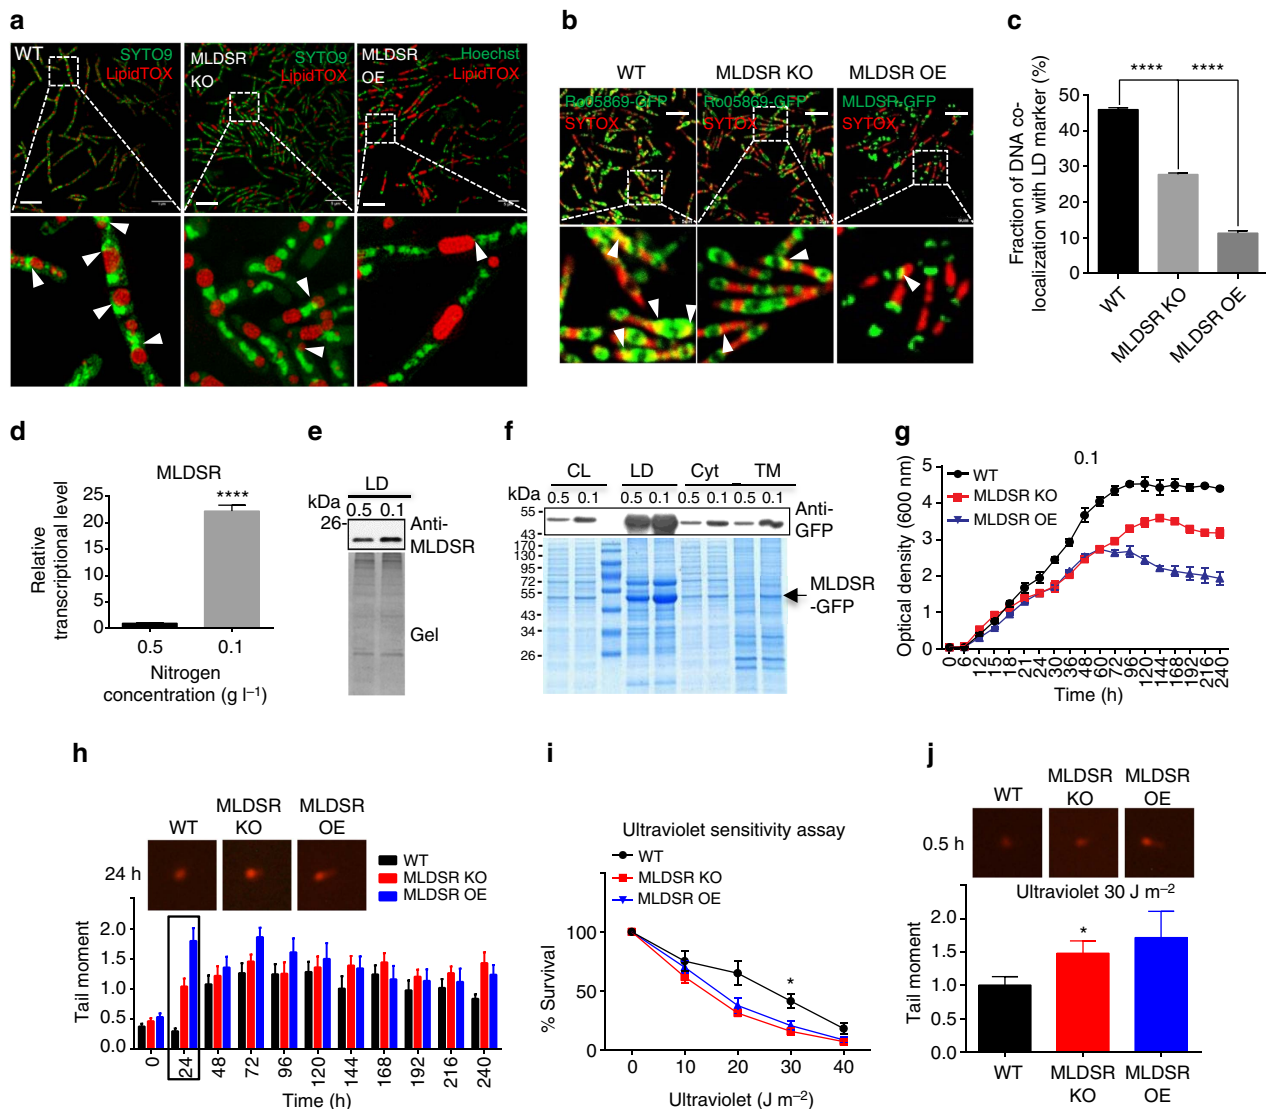 a
WT
SYTO9
LipidTOX
MLDSR
KO
SYTO9
LipidTOX
MLDSR
OE
Hoechst
LipidTOX
b
WT
MLDSR KO
MLDSR OE
Ro05869-GFP
SYTOX
Ro05869-GFP
SYTOX
MLDSR-GFP
SYTOX
c
Fraction of DNA co-
localization with LD marker (%)
50
40
30
20
10
0
****
****
WT
MLDSR KO
MLDSR OE
d
MLDSR
Relative
transcriptional level
25
20
15
10
5
0
****
0.5
0.1
Nitrogen
concentration (g l–1)
e
LD
kDa
0.5 0.1
26-
Anti-
MLDSR
Gel
f
CL
LD
Cyt
TM
kDa
0.5 0.1
0.5 0.1
0.5 0.1
0.5 0.1
55
43
Anti-
GFP
170
130
95
72
55
43
34
26
MLDSR
-GFP
g
0.1
Optical density (600 nm)
5
4
3
2
1
0
WT
MLDSR KO
MLDSR OE
0 6 12 15 18 21 24 30 36 48 60 72 96 120 144 168 192 216 240
Time (h)
h
WT
MLDSR
KO
MLDSR
OE
24 h
WT
MLDSR KO
MLDSR OE
Tail moment
2.0
1.5
1.0
0.5
0.0
0 24 48 72 96 120 144 168 192 216 240
Time (h)
i
Ultraviolet sensitivity assay
WT
MLDSR KO
MLDSR OE
% Survival
100
50
0
*
0 10 20 30 40
Ultraviolet (J m–2)
j
WT
MLDSR
KO
MLDSR
OE
0.5 h
Ultraviolet 30 J m–2
Tail moment
2.0
1.5
1.0
0.5
0.0
*
WT
MLDSR
KO
MLDSR
OE